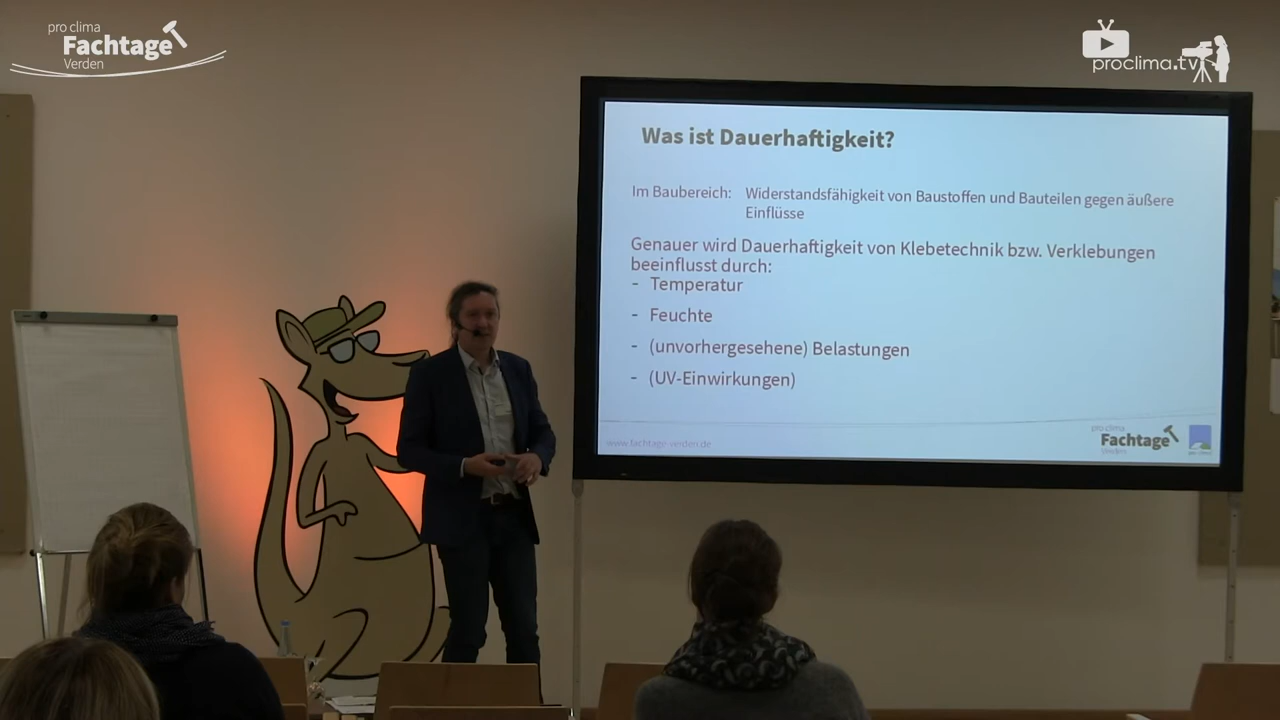 pro clima
Fachtage
Verden
proclima.tv
Was ist Dauerhaftigkeit?
Im Baubereich: Widerstandsfähigkeit von Baustoffen und Bauteilen gegen äußere
Einflüsse
Genauer wird Dauerhaftigkeit von Klebetechnik bzw. Verklebungen
beeinflusst durch:
- Temperatur
- Feuchte
- (unvorhergesehene) Belastungen
- (UV-Einwirkungen)
www.fachtage-verden.de
pro clima
Fachtage
Verden
pro clima